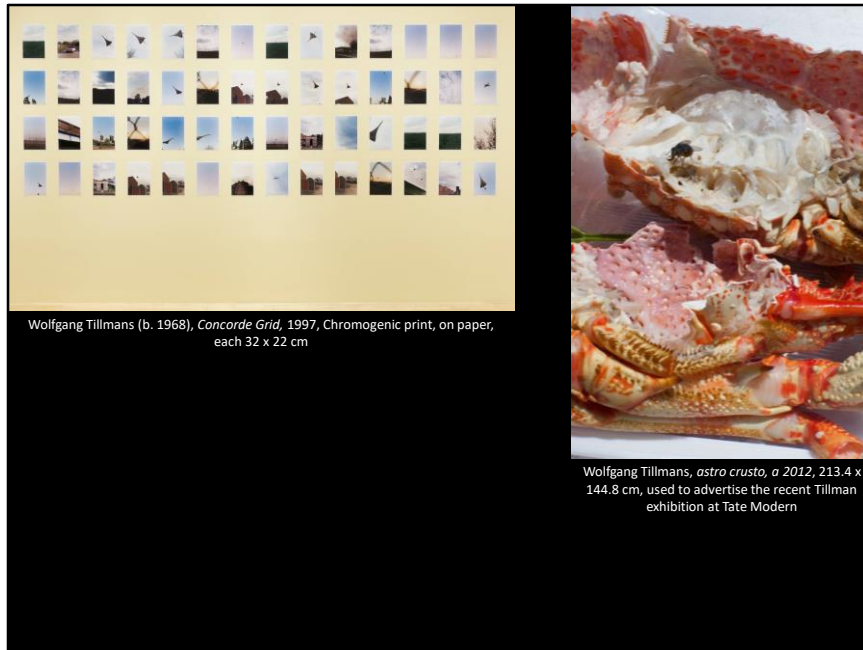 Wolfgang Tillmans (b. 1968), Concorde Grid, 1997, Chromogenic print, on paper,
each 32 x 22 cm
Wolfgang Tillmans, astro crusto, a 2012, 213.4 x
144.8 cm, used to advertise the recent Tillman
exhibition at Tate Modern